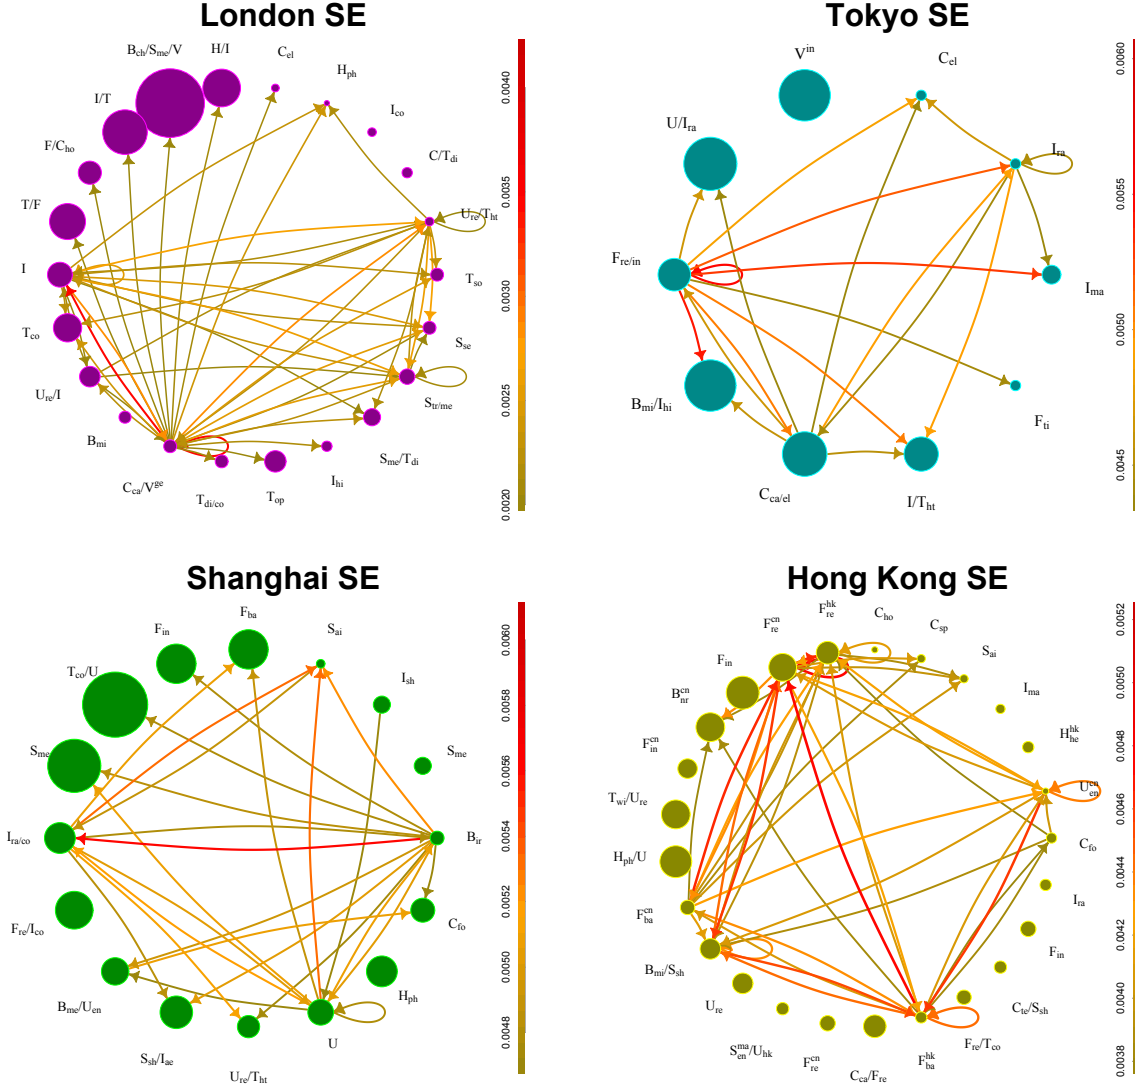 London SE
B_ch/S_me/V
H/I
C_el
H_ph
I/T
I_co
F/C_ho
C/T_di
T/F
U_re/T_ht
I
T_so
T_co
S_se
U_re/I
S_tr/me
B_mi
S_me/T_di
C_ca/V^ge
T_di/co
T_op
I_hi
0.0040
0.0035
0.0030
0.0025
0.0020
Tokyo SE
V^in
C_el
U/I_ra
I_ra
F_re/in
I_ma
B_mi/I_hi
F_ti
C_ca/el
I/T_ht
0.0060
0.0055
0.0050
0.0045
Shanghai SE
F_ba
F_in
S_ai
T_co/U
I_sh
S_me
S_me
I_ra/co
B_ir
F_re/I_co
C_fo
B_me/U_en
H_ph
S_sh/I_ae
U
U_re/T_ht
0.0060
0.0058
0.0056
0.0054
0.0052
0.0050
0.0048
Hong Kong SE
F_re^hk
C_ho
F_re^cn
C_sp
S_ai
F_in
I_ma
B_nr^cn
H_he^hk
F_in^cn
U_en^cn
T_wi/U_re
C_fo
H_ph/U
I_ra
F_ba^cn
F_in
B_mi/S_sh
C_te/S_sh
U_re
F_re/T_co
S_en^ma/U_hk
F_re^cn
C_ca/F_re
F_ba^hk
0.0052
0.0050
0.0048
0.0046
0.0044
0.0042
0.0040
0.0038